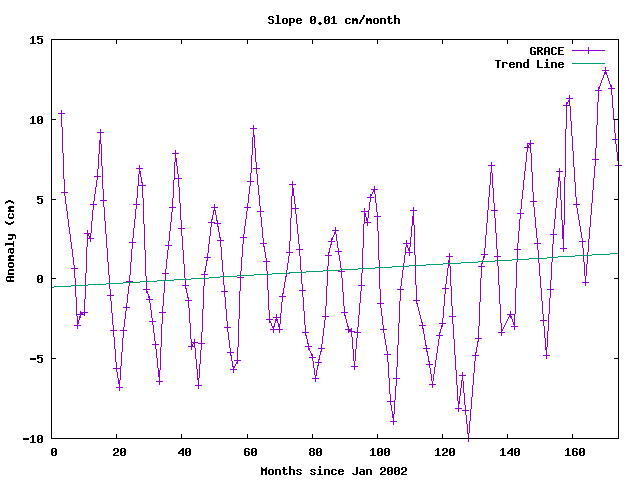 Slope 0.01 cm/month
15
GRACE
Trend Line
10
5
0
-5
-10
Anomaly (cm)
0 20 40 60 80 100 120 140 160
Months since Jan 2002